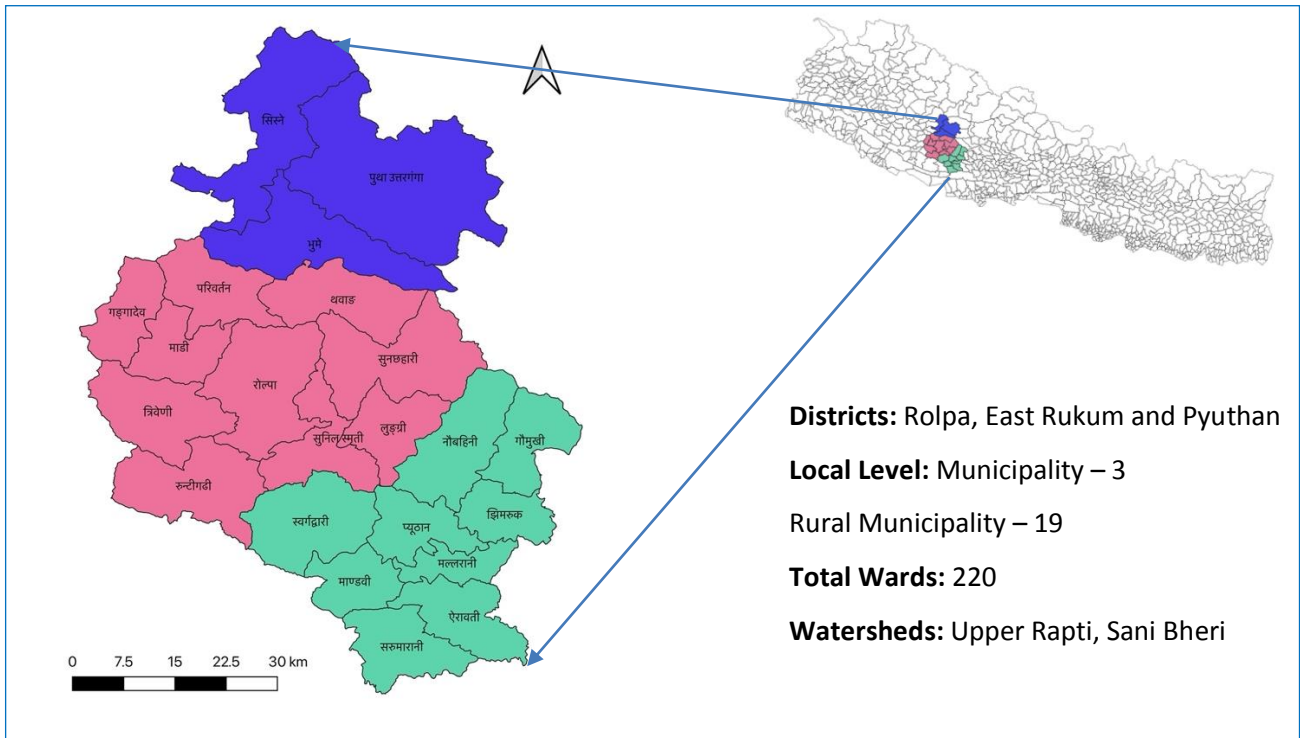 सिस्ने
पुथा उत्तरगंगा
भुमे
परिवर्तन
थवाङ
गङ्गादेव
माडी
सुनछहरी
रोल्पा
त्रिवेणी
लुङ्ग्री
सुनिल स्मृती
नौबहिनी
गौमुखी
रुन्टीगढी
स्वर्गद्वारी
प्यूठान
झिमरुक
मल्लरानी
माण्डवी
ऐरावती
सरुमारानी
0 7.5 15 22.5 30 km
Districts: Rolpa, East Rukum and Pyuthan
Local Level: Municipality – 3
Rural Municipality – 19
Total Wards: 220
Watersheds: Upper Rapti, Sani Bheri